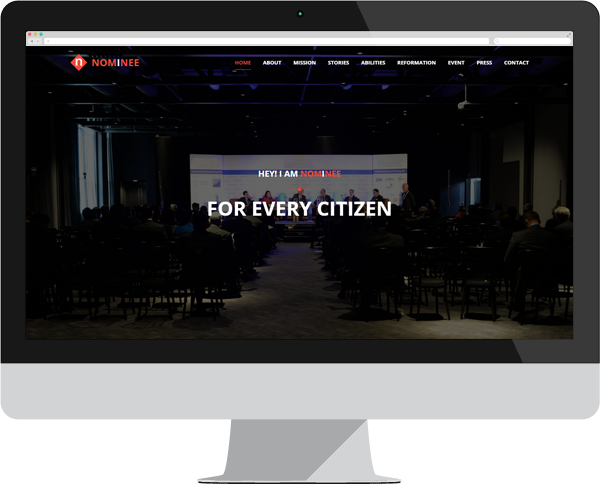 n NOMINEE
HOME ABOUT MISSION STORIES ABILITIES REFORMATION EVENT PRESS CONTACT
HEY! I AM NOMINEE
FOR EVERY CITIZEN